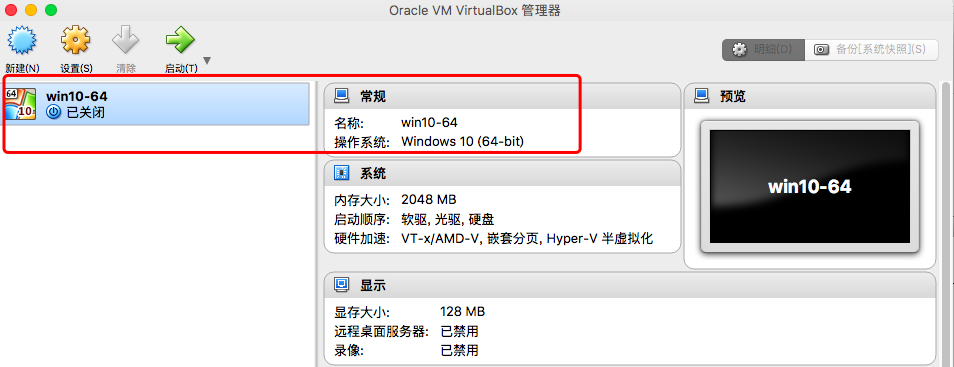 Oracle VM VirtualBox 管理器
新建(N) 设置(S) 清除 启动(T)
明细(D) 备份[系统快照](S)
64
10
win10-64
已关闭
常规
名称: win10-64
操作系统: Windows 10 (64-bit)
系统
内存大小: 2048 MB
启动顺序: 软驱, 光驱, 硬盘
硬件加速: VT-x/AMD-V, 嵌套分页, Hyper-V 半虚拟化
预览
win10-64
显示
显存大小: 128 MB
远程桌面服务器: 已禁用
录像: 已禁用